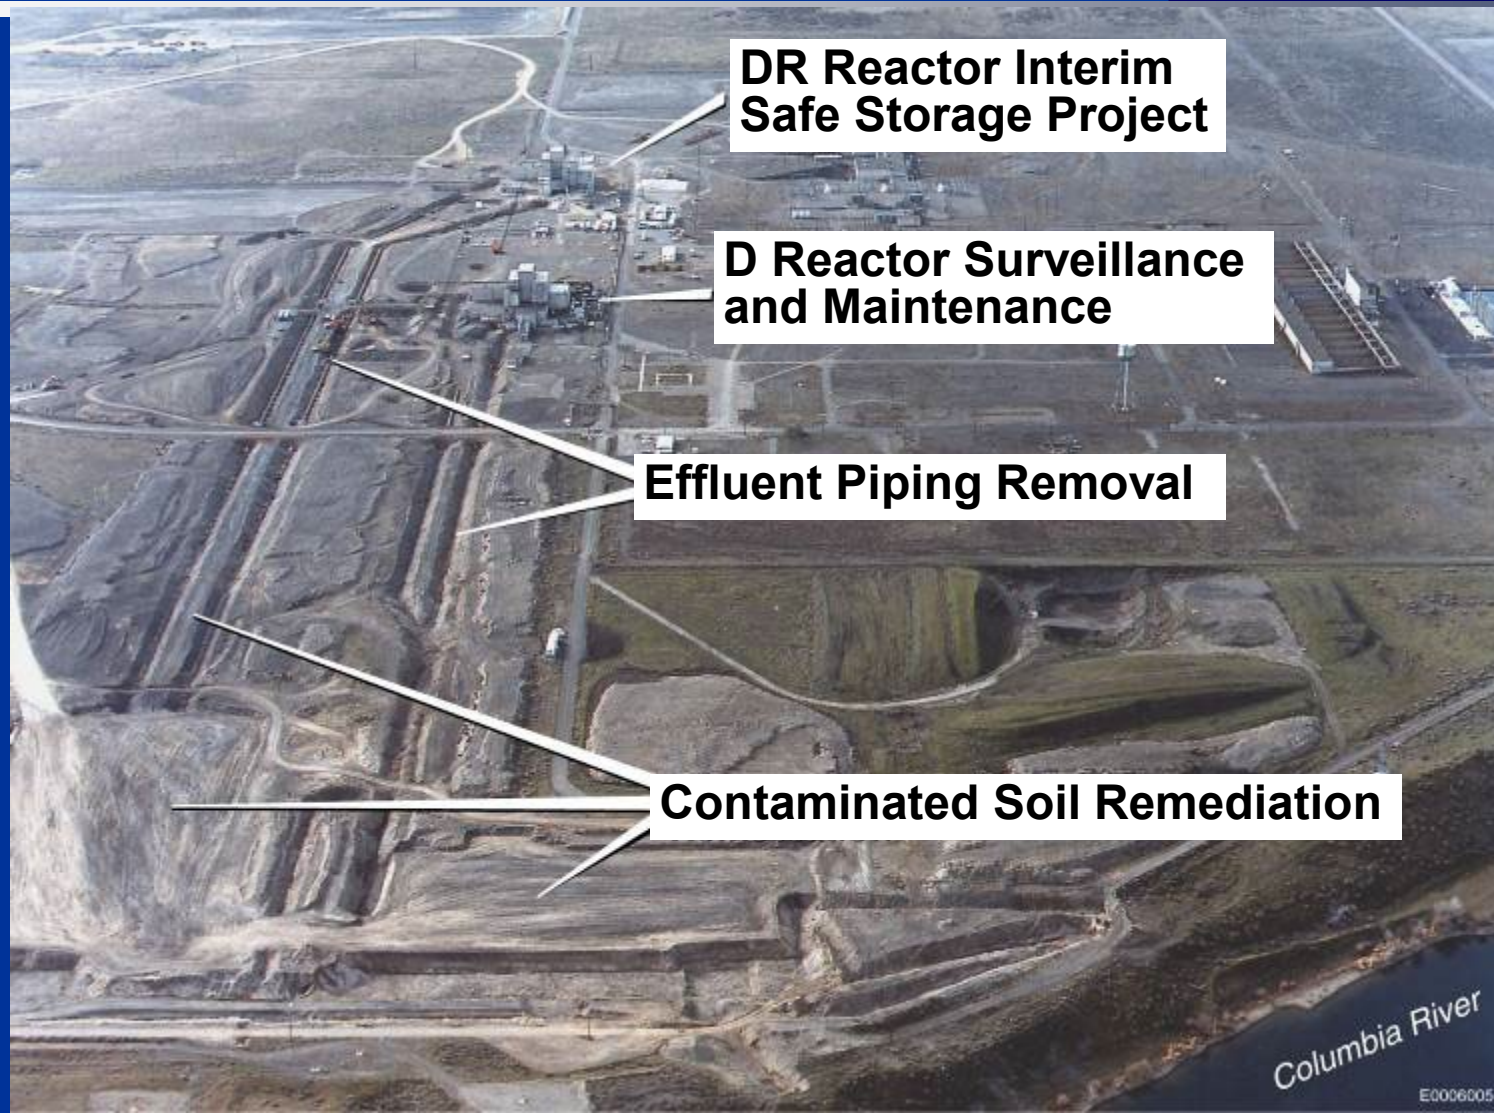 DR Reactor Interim
Safe Storage Project
D Reactor Surveillance
and Maintenance
Effluent Piping Removal
Contaminated Soil Remediation
Columbia River
E0006005